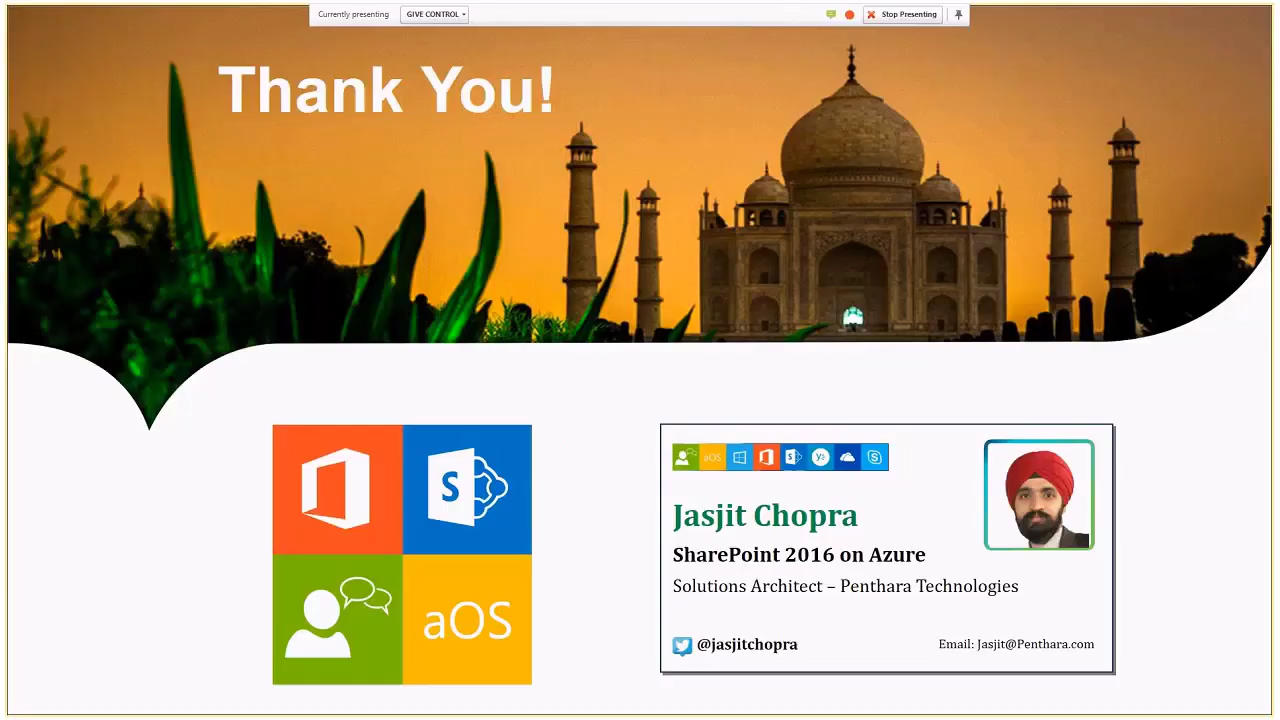 Currently presenting
GIVE CONTROL
Stop Presenting
Thank You!
S
aOS
aOS
S
y
S
Jasjit Chopra
SharePoint 2016 on Azure
Solutions Architect – Penthara Technologies
@jasjitchopra
Email: Jasjit@Penthara.com